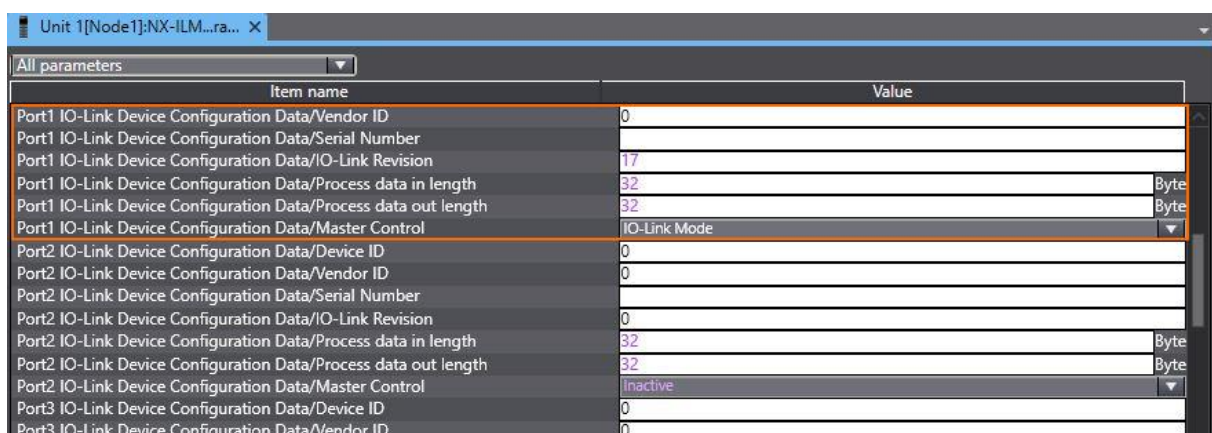 Unit 1[Node1]:NX-ILM...ra... X
All parameters
Item name Value
Port1 IO-Link Device Configuration Data/Vendor ID 0
Port1 IO-Link Device Configuration Data/Serial Number
Port1 IO-Link Device Configuration Data/IO-Link Revision 17
Port1 IO-Link Device Configuration Data/Process data in length 32 Byte
Port1 IO-Link Device Configuration Data/Process data out length 32 Byte
Port1 IO-Link Device Configuration Data/Master Control IO-Link Mode
Port2 IO-Link Device Configuration Data/Device ID 0
Port2 IO-Link Device Configuration Data/Vendor ID 0
Port2 IO-Link Device Configuration Data/Serial Number
Port2 IO-Link Device Configuration Data/IO-Link Revision 0
Port2 IO-Link Device Configuration Data/Process data in length 32 Byte
Port2 IO-Link Device Configuration Data/Process data out length 32 Byte
Port2 IO-Link Device Configuration Data/Master Control Inactive
Port3 IO-Link Device Configuration Data/Device ID 0
Port3 IO-Link Device Configuration Data/Vendor ID 0